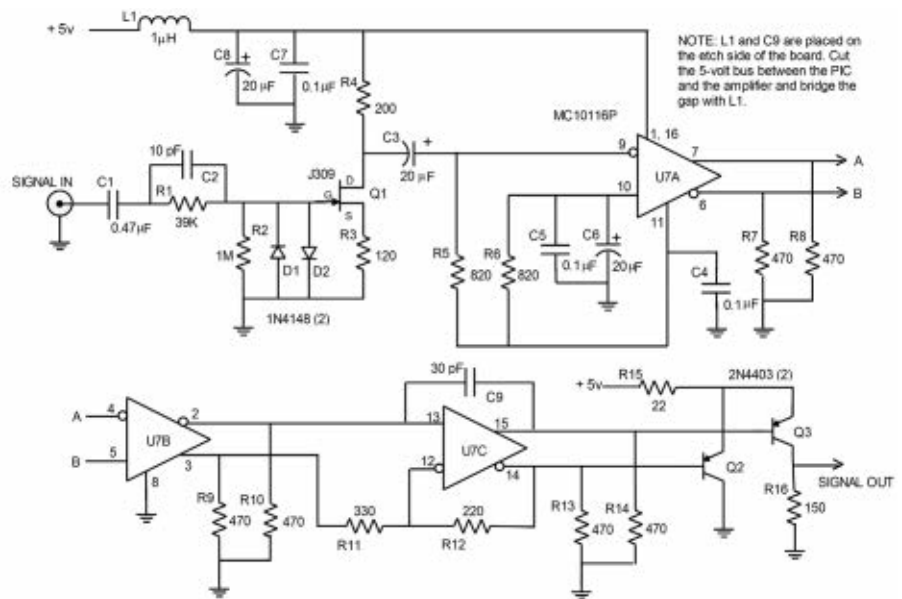 L1
+ 5v
1µH
C8
+
20 µF
C7
0.1µF
R4
200
NOTE: L1 and C9 are placed on
the etch side of the board. Cut
the 5-volt bus between the PIC
and the amplifier and bridge the
gap with L1.
MC10116P
C3
+
20 µF
9
1, 16
7
A
U7A
10
B
6
11
10 pF
C2
SIGNAL IN
C1
0.47µF
R1
39K
J309
D
G
S
Q1
R2
1M
D1
D2
R3
120
1N4148 (2)
R5
820
R6
820
C5
0.1µF
C6
+
20µF
C4
0.1µF
R7
470
R8
470
30 pF
C9
R15
+ 5v
22
2N4403 (2)
A
4
2
U7B
B
5
3
8
13
15
U7C
12
14
Q3
Q2
SIGNAL OUT
R9
470
R10
470
330
R11
220
R12
R13
470
R14
470
R16
150